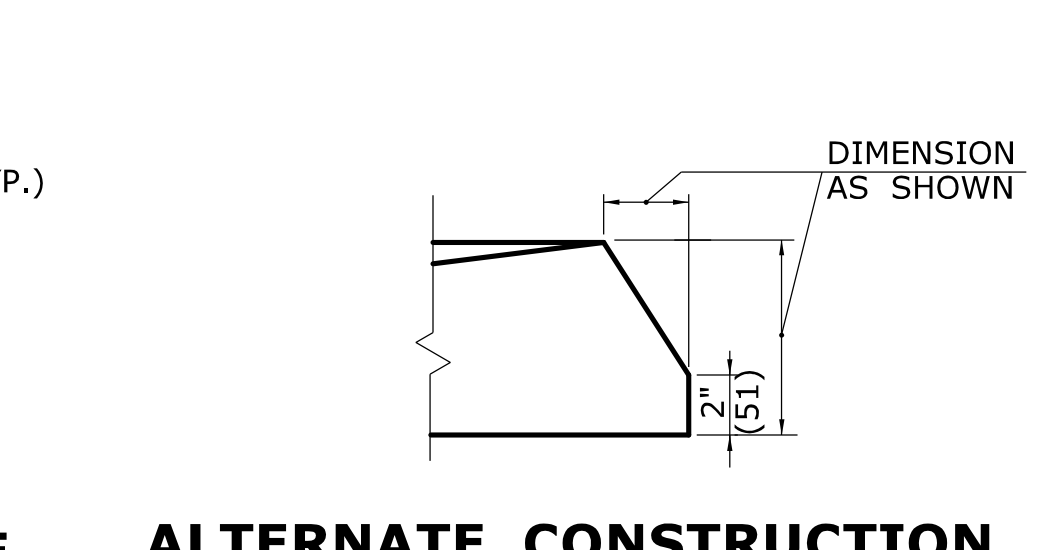 DIMENSION
AS SHOWN
P.)
2"
(51)
ALTERNATE CONSTRUCTION